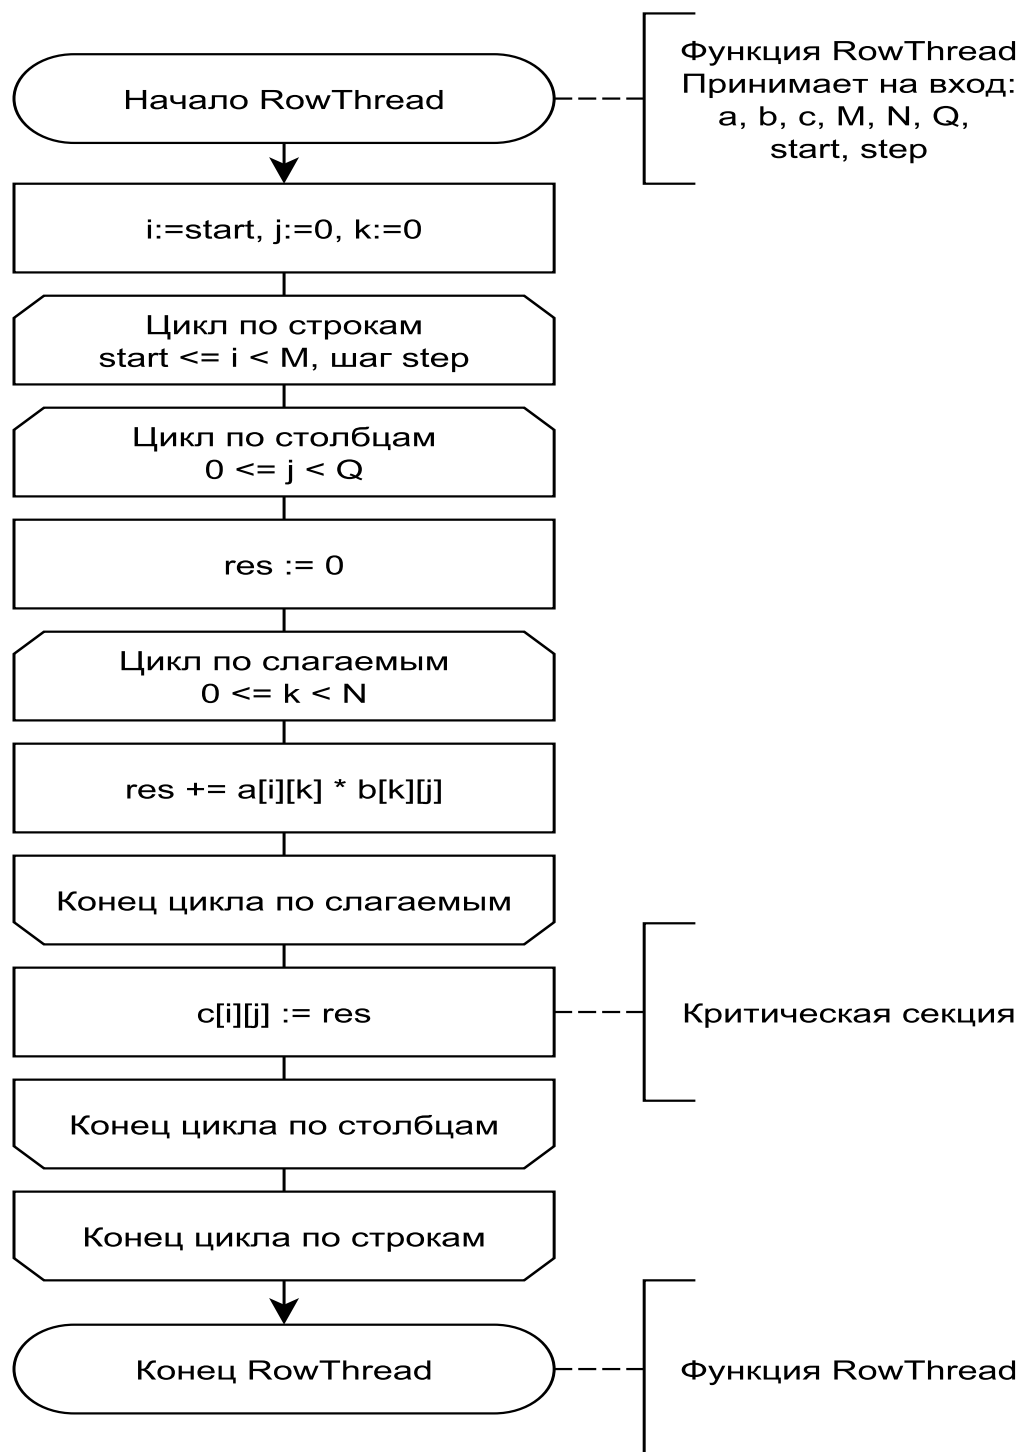 Начало RowThread
Функция RowThread
Принимает на вход:
a, b, c, M, N, Q,
start, step
i:=start, j:=0, k:=0
Цикл по строкам
start <= i < M, шаг step
Цикл по столбцам
0 <= j < Q
res := 0
Цикл по слагаемым
0 <= k < N
res += a[i][k] * b[k][j]
Конец цикла по слагаемым
c[i][j] := res
Критическая секция
Конец цикла по столбцам
Конец цикла по строкам
Конец RowThread
Функция RowThread